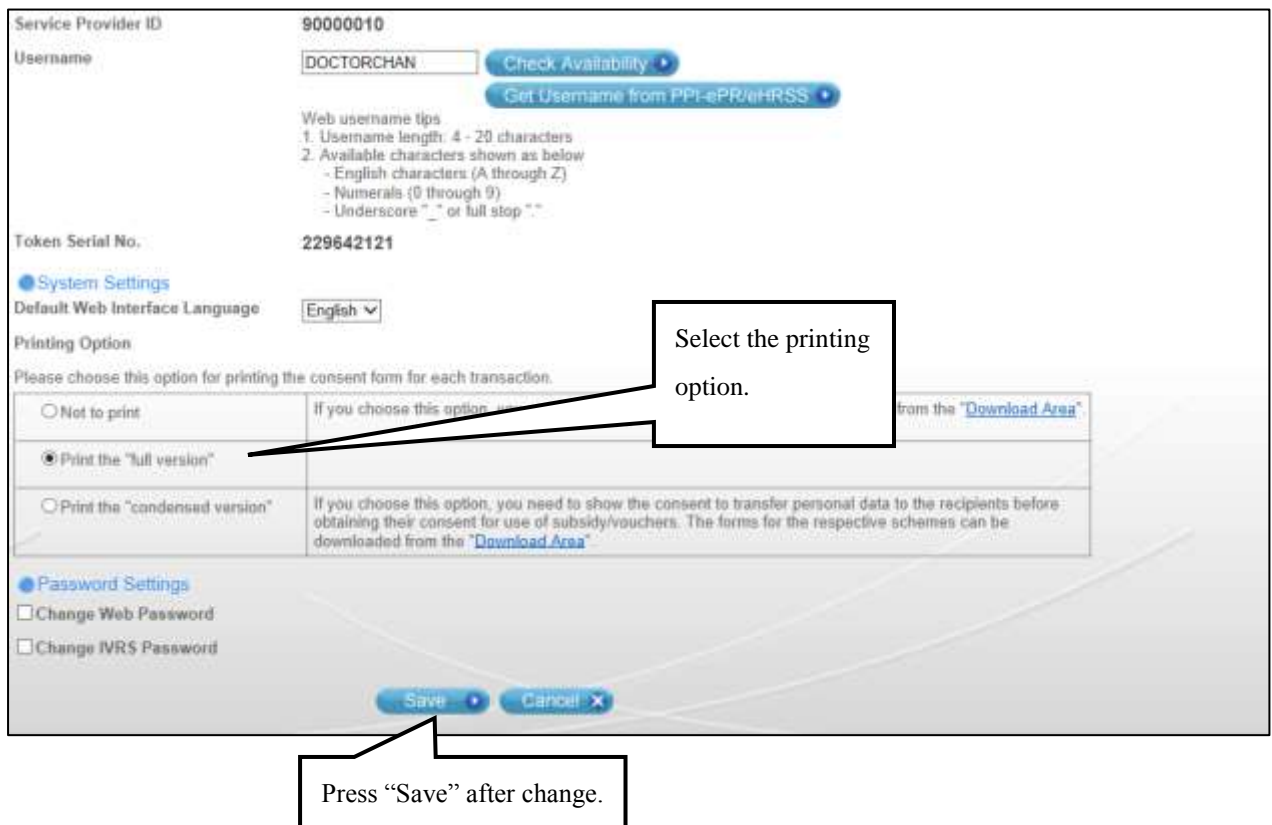 Service Provider ID 90000010
Username DOCTORCHAN Check Availability
Get Username from PPI-ePR/eHRSS
Web username tips
1. Username length: 4 - 20 characters
2. Available characters shown as below
- English characters (A through Z)
- Numerals (0 through 9)
- Underscore "_" or full stop "."
Token Serial No. 229642121
System Settings
Default Web Interface Language English
Printing Option
Please choose this option for printing the consent form for each transaction.
Select the printing
option.
Not to print If you choose this option, from the "Download Area"
Print the "full version"
Print the "condensed version" If you choose this option, you need to show the consent to transfer personal data to the recipients before
obtaining their consent for use of subsidy/vouchers. The forms for the respective schemes can be
downloaded from the "Download Area"
Password Settings
Change Web Password
Change IVRS Password
Save Cancel
Press “Save” after change.